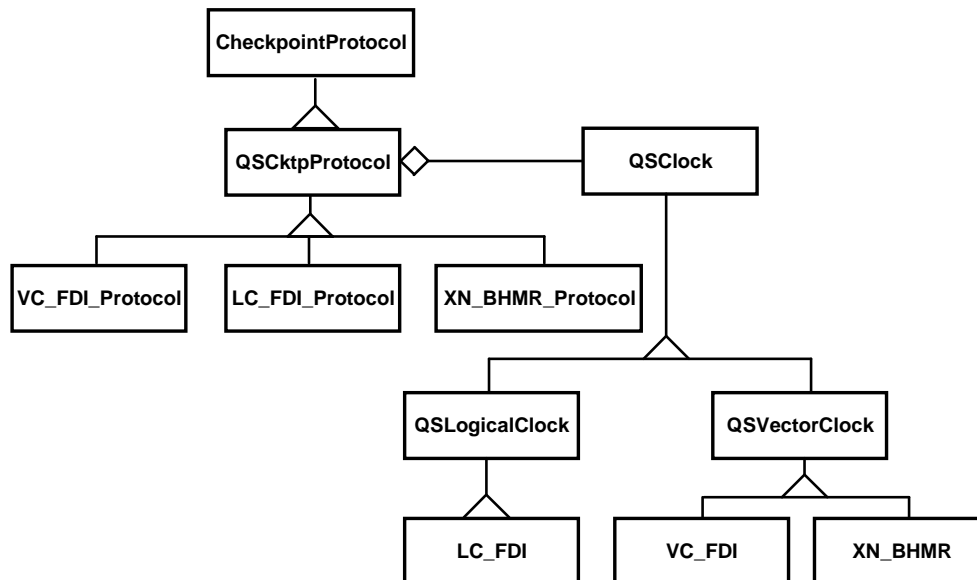 CheckpointProtocol
QSCktpProtocol
QSClock
VC_FDI_Protocol
LC_FDI_Protocol
XN_BHMR_Protocol
QSLogicalClock
QSVectorClock
LC_FDI
VC_FDI
XN_BHMR